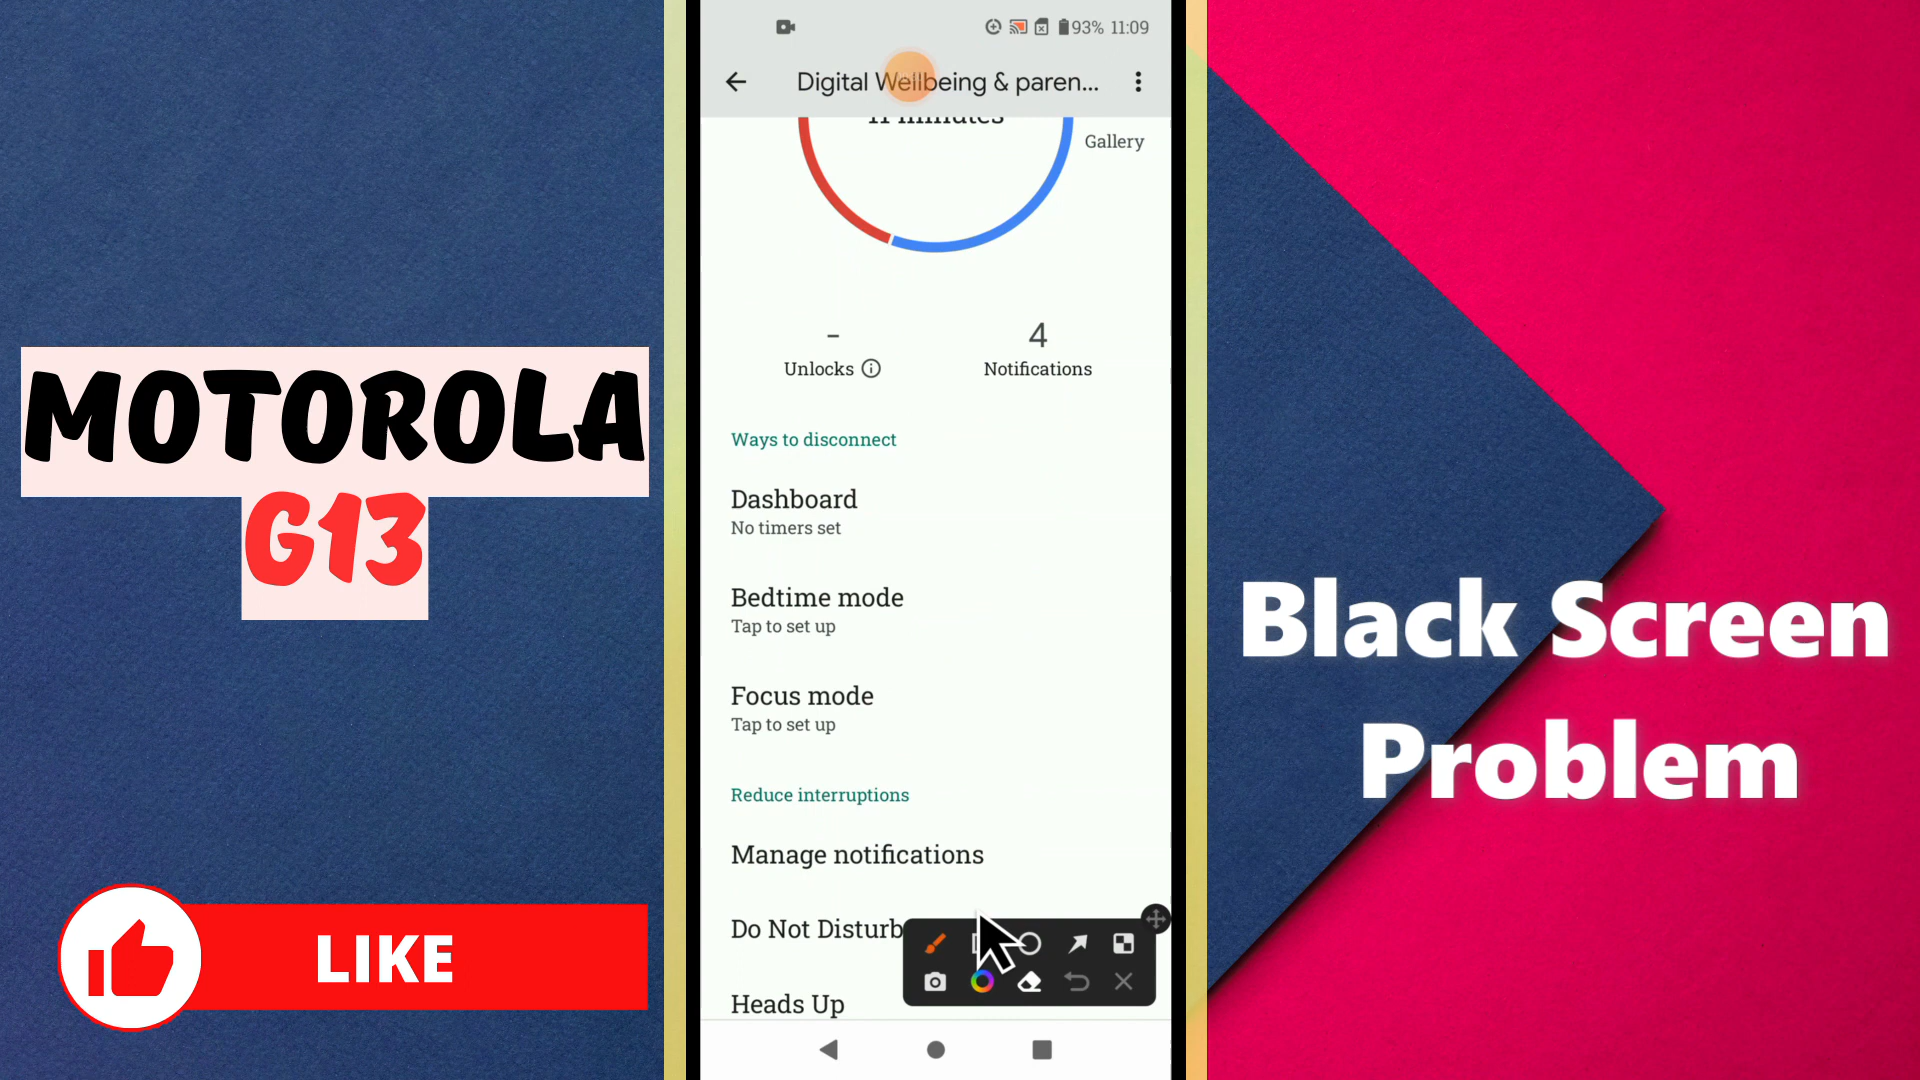 93% 11:09
Digital Wellbeing & paren...
11 minutes
Gallery
-
Unlocks
4
Notifications
Ways to disconnect
Dashboard
No timers set
Bedtime mode
Tap to set up
Focus mode
Tap to set up
Reduce interruptions
Manage notifications
Do Not Disturb
Heads Up
MOTOROLA
G13
LIKE
Black Screen
Problem